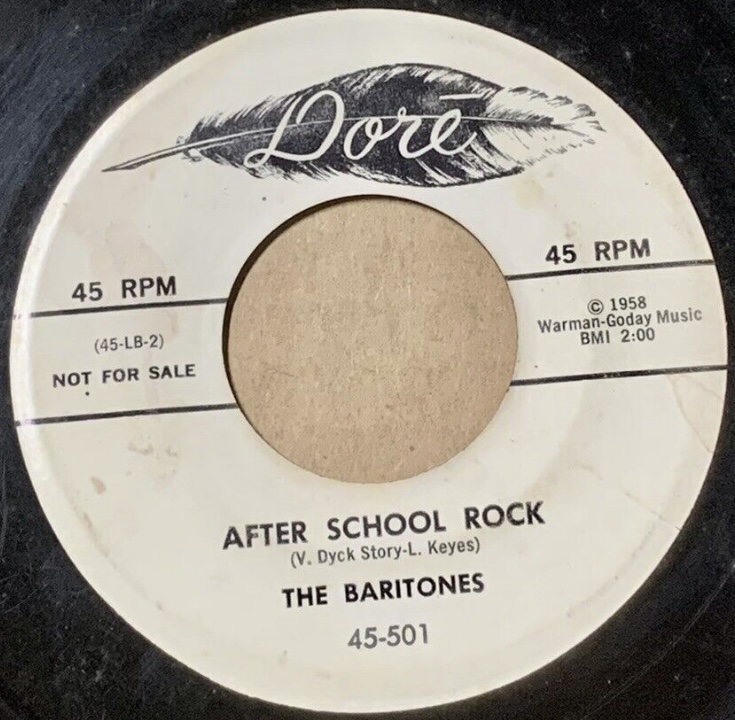 Dorē
45 RPM
45 RPM
(45-LB-2)
NOT FOR SALE
© 1958
Warman-Goday Music
BMI 2:00
AFTER SCHOOL ROCK
(V. Dyck Story-L. Keyes)
THE BARITONES
45-501